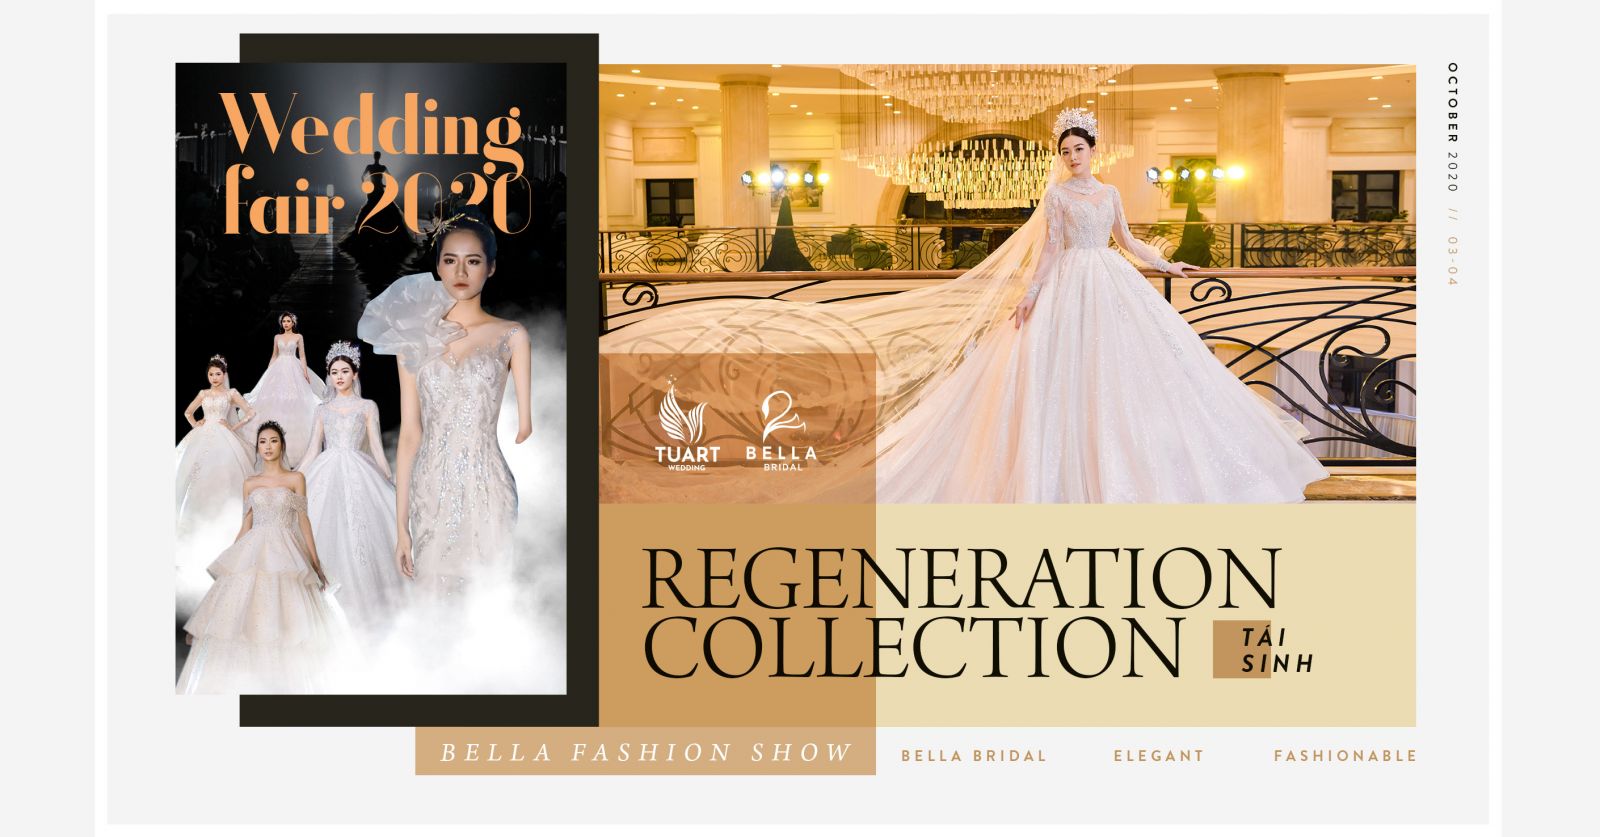 Wedding
fair 2020
OCTOBER 2020 // 03-04
TUART
WEDDING
BELLA
BRIDAL
REGENERATION
COLLECTION
TÁI
SINH
BELLA FASHION SHOW
BELLA BRIDAL
ELEGANT
FASHIONABLE